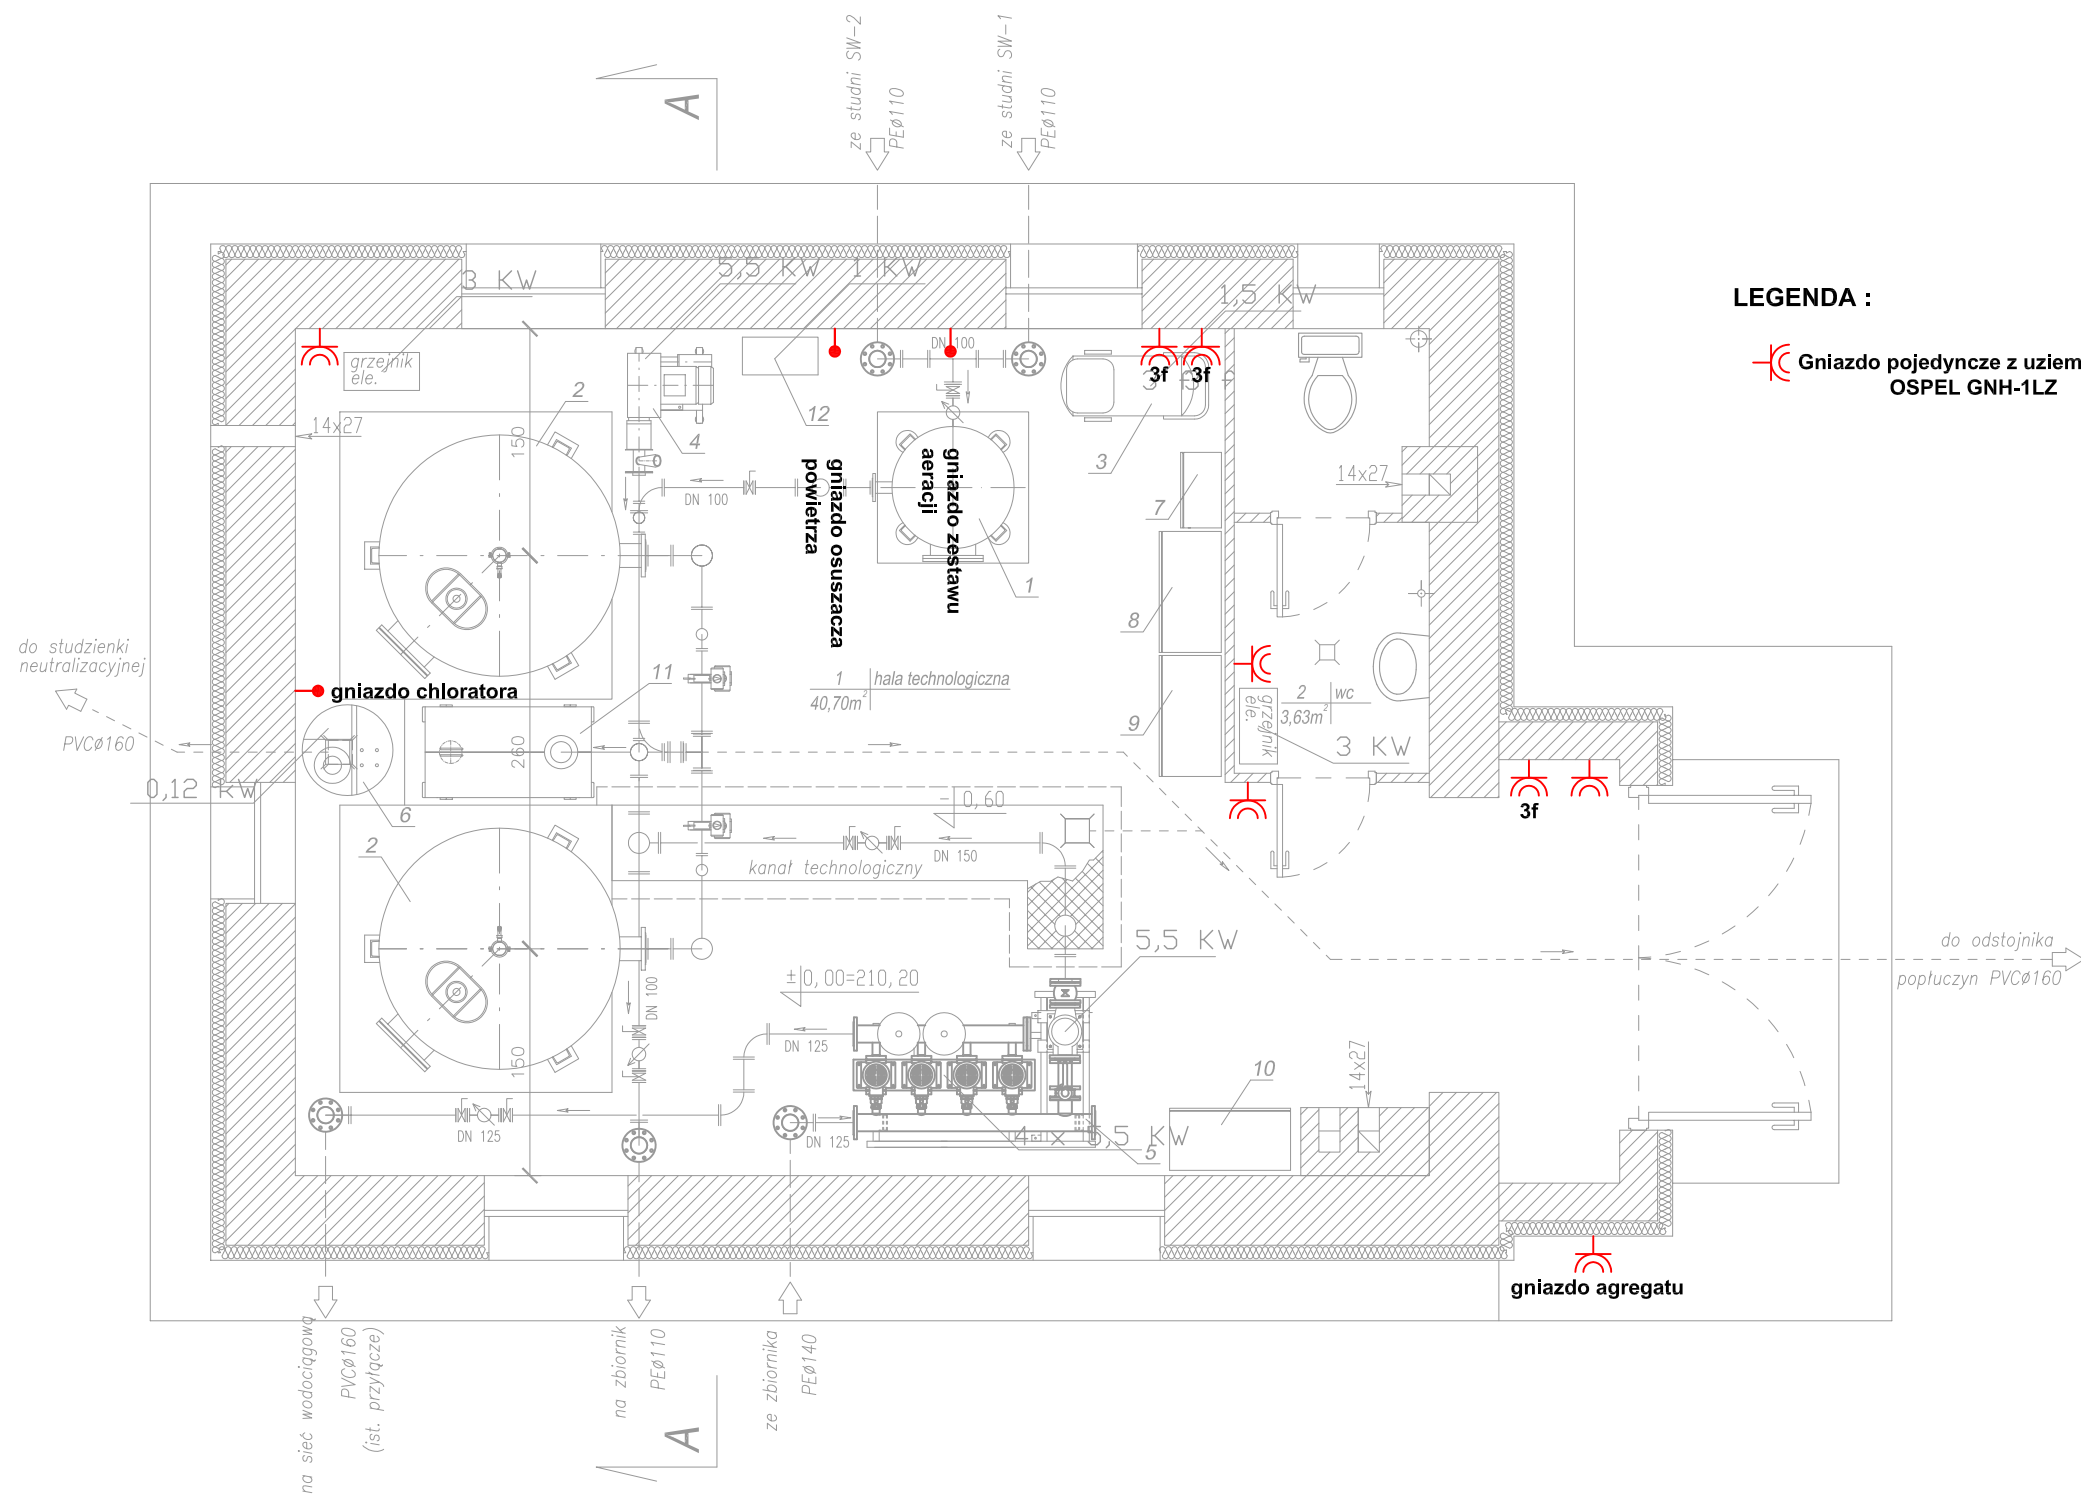 ze studni SW-2
PEø110
ze studni SW-1
PEø110
A
LEGENDA :
Gniazdo pojedyncze z uziem
OSPEL GNH-1LZ
3 KW
5,5 KW
1 KW
1,5 KW
grzejnik
ele.
DN 100
3f
3f
2
14x27
150
4
12
3
14x27
DN 100
gniazdo osuszacza
powietrza
gniazdo zestawu
aeracji
7
1
8
do studzienki
neutralizacyjnej
gniazdo chloratora
11
1
hala technologiczna
40,70m²
2
wc
3,63m²
grzejnik
ele.
9
PVCø160
260
3 KW
0,12 KW
6
- 0,60
3f
2
DN 150
kanał technologiczny
5,5 KW
do odstojnika
popłuczyn PVCø160
±0,00=210,20
DN 100
DN 125
150
10
14x27
DN 125
DN 125
5
gniazdo agregatu
na sieć wodociągową
PVCø160
(ist. przyłącze)
na zbiornik
PEø110
ze zbiornika
PEø140
A